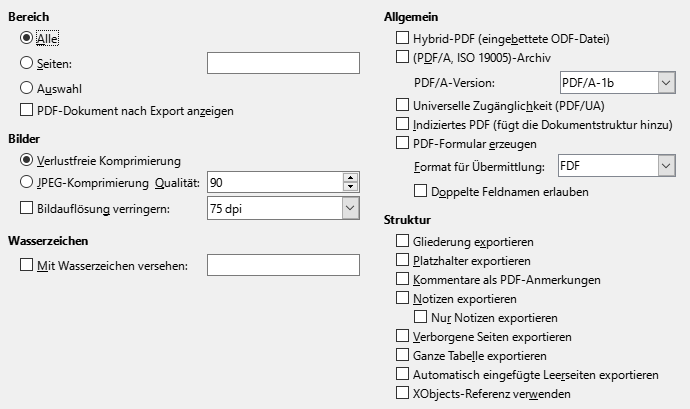 Bereich
Alle
Seiten:
Auswahl
PDF-Dokument nach Export anzeigen
Bilder
Verlustfreie Komprimierung
JPEG-Komprimierung Qualität: 90
Bildauflösung verringern: 75 dpi
Wasserzeichen
Mit Wasserzeichen versehen:
Allgemein
Hybrid-PDF (eingebettete ODF-Datei)
(PDF/A, ISO 19005)-Archiv
PDF/A-Version: PDF/A-1b
Universelle Zugänglichkeit (PDF/UA)
Indiziertes PDF (fügt die Dokumentstruktur hinzu)
PDF-Formular erzeugen
Format für Übermittlung: FDF
Doppelte Feldnamen erlauben
Struktur
Gliederung exportieren
Platzhalter exportieren
Kommentare als PDF-Anmerkungen
Notizen exportieren
Nur Notizen exportieren
Verborgene Seiten exportieren
Ganze Tabelle exportieren
Automatisch eingefügte Leerseiten exportieren
XObjects-Referenz verwenden